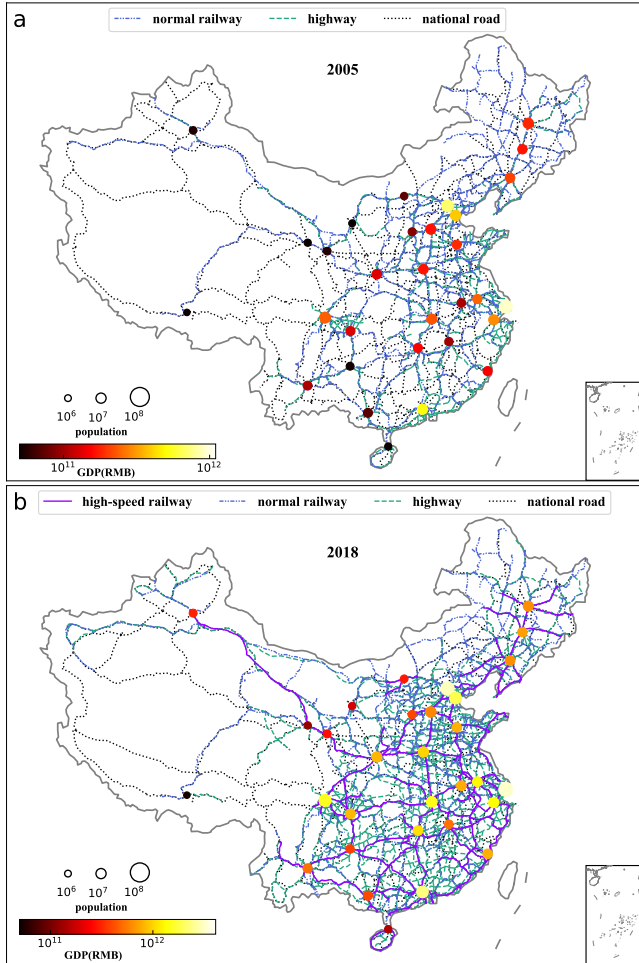 a
normal railway highway national road
2005
10⁶ 10⁷ 10⁸
population
10¹¹ 10¹²
GDP(RMB)
b
high-speed railway normal railway highway national road
2018
10⁶ 10⁷ 10⁸
population
10¹¹ 10¹²
GDP(RMB)